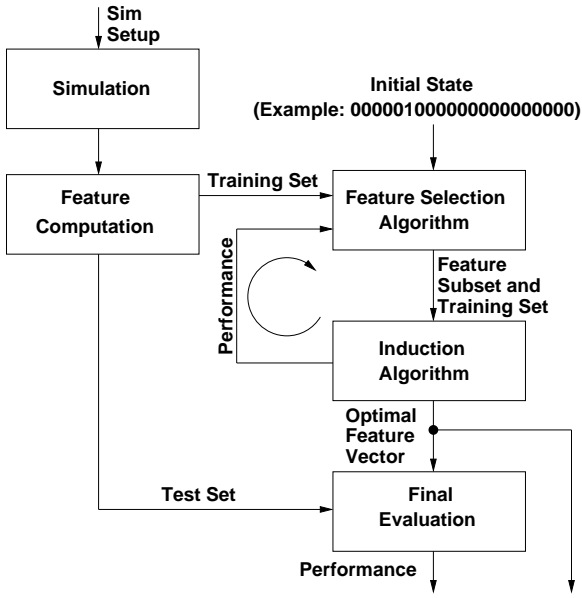 Sim
Setup
Simulation
Initial State
(Example: 000001000000000000000)
Feature
Computation
Training Set
Feature Selection
Algorithm
Performance
Feature
Subset and
Training Set
Induction
Algorithm
Optimal
Feature
Vector
Test Set
Final
Evaluation
Performance